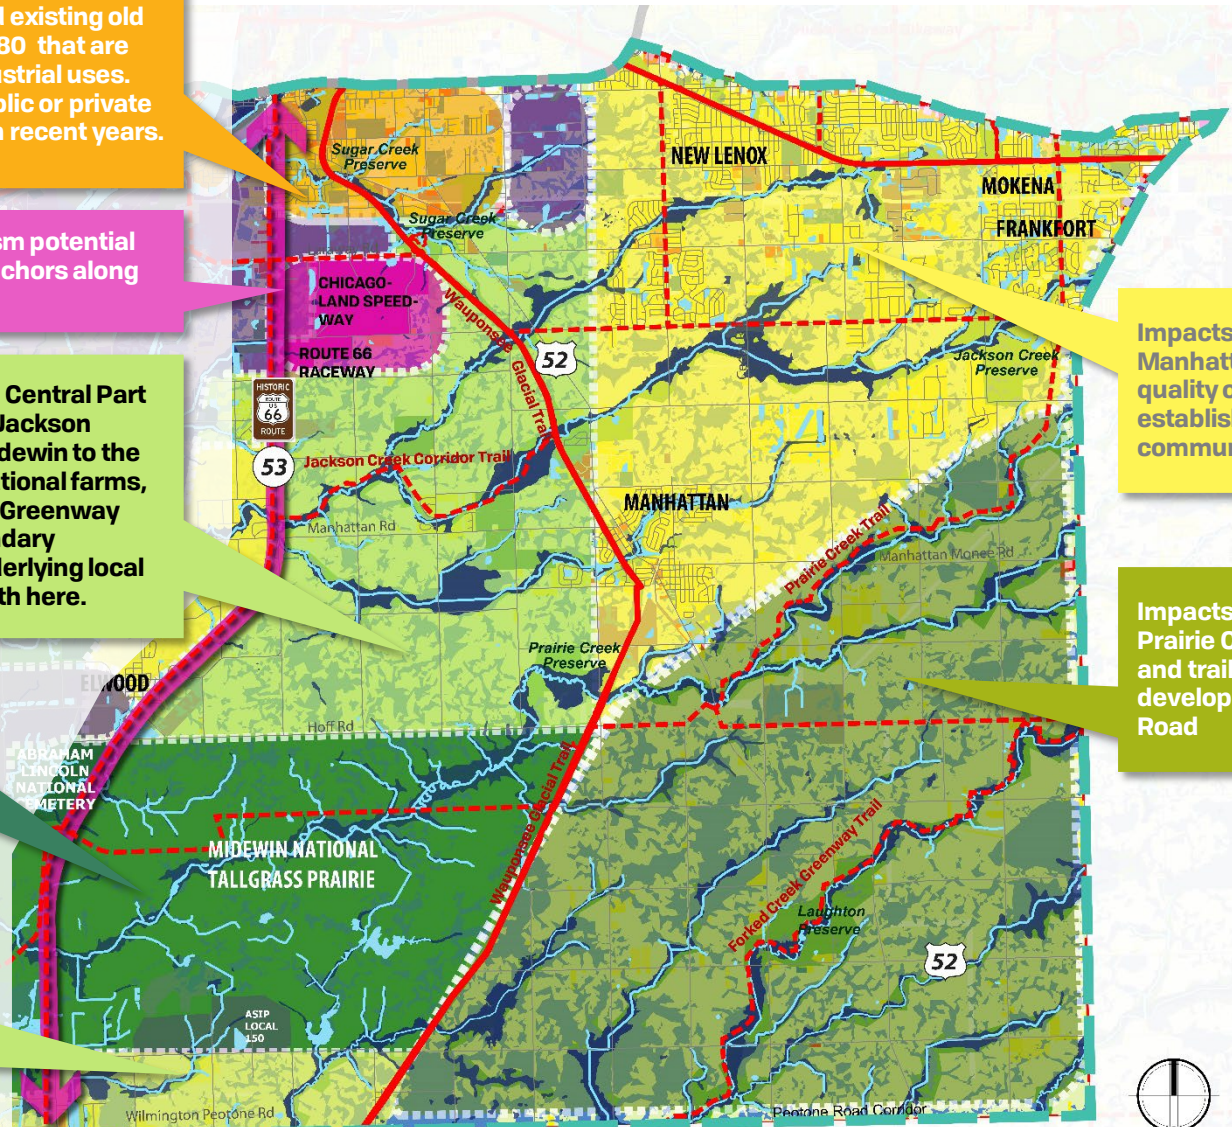 existing old
80 that are
ustrial uses.
blic or private
n recent years.
sm potential
nchors along
Central Part
Jackson
dewin to the
tional farms,
Greenway
ndary
derlying local
th here.
Sugar Creek
Preserve
Sugar Creek
Preserve
NEW LENOX
MOKENA
FRANKFORT
CHICAGO-
LAND SPEED-
WAY
ROUTE 66
RACEWAY
Wauponsee Glacial Trail
52
HISTORIC
ROUTE
US
66
ROUTE
53
Jackson Creek
Preserve
Jackson Creek Corridor Trail
Manhattan Rd
MANHATTAN
Prairie Creek Trail
Manhattan Monee Rd
Impacts
Manhatt
quality o
establis
commun
Impacts
Prairie C
and trail
develop
Road
Prairie Creek
Preserve
ELWOOD
Hoff Rd
ABRAHAM
LINCOLN
NATIONAL
CEMETERY
Wauponsee Glacial Trail
MIDEWIN NATIONAL
TALLGRASS PRAIRIE
Forked Creek Greenway Trail
Laughton
Preserve
52
ASIP
LOCAL
150
Wilmington Peotone Rd
Peotone Road Corridor